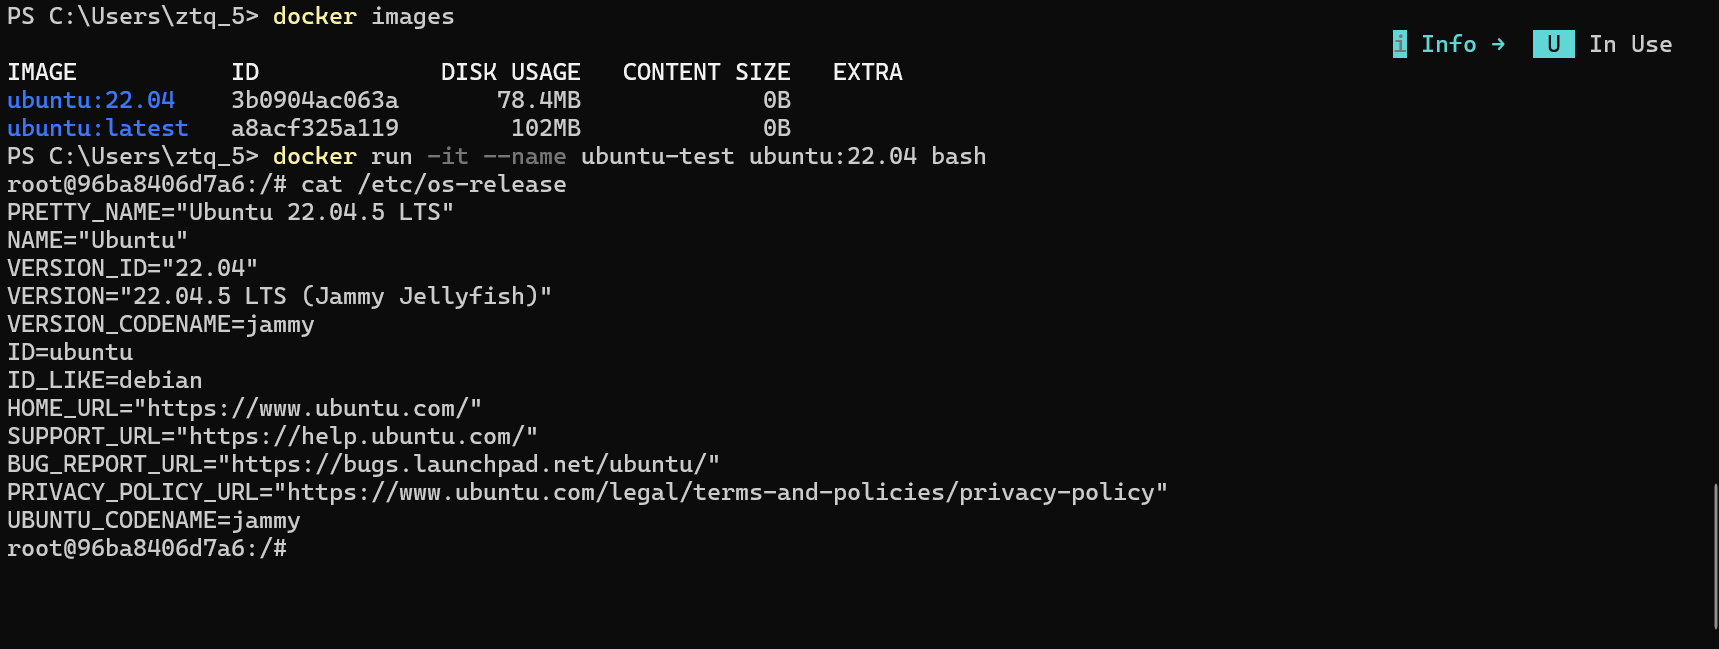 PS C:\Users\ztq_5> docker images
i Info → U In Use
IMAGE ID DISK USAGE CONTENT SIZE EXTRA
ubuntu:22.04 3b0904ac063a 78.4MB 0B
ubuntu:latest a8acf325a119 102MB 0B
PS C:\Users\ztq_5> docker run -it --name ubuntu-test ubuntu:22.04 bash
root@96ba8406d7a6:/# cat /etc/os-release
PRETTY_NAME="Ubuntu 22.04.5 LTS"
NAME="Ubuntu"
VERSION_ID="22.04"
VERSION="22.04.5 LTS (Jammy Jellyfish)"
VERSION_CODENAME=jammy
ID=ubuntu
ID_LIKE=debian
HOME_URL="https://www.ubuntu.com/"
SUPPORT_URL="https://help.ubuntu.com/"
BUG_REPORT_URL="https://bugs.launchpad.net/ubuntu/"
PRIVACY_POLICY_URL="https://www.ubuntu.com/legal/terms-and-policies/privacy-policy"
UBUNTU_CODENAME=jammy
root@96ba8406d7a6:/#